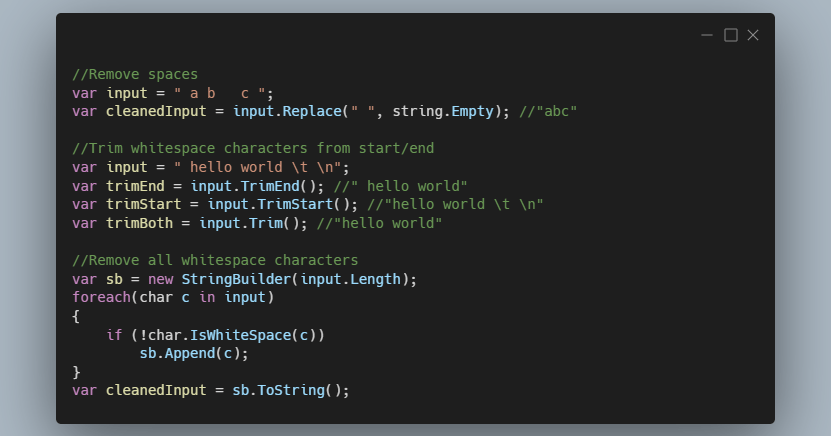 //Remove spaces
var input = " a b   c ";
var cleanedInput = input.Replace(" ", string.Empty); //"abc"

//Trim whitespace characters from start/end
var input = " hello world \t \n";
var trimEnd = input.TrimEnd(); //" hello world"
var trimStart = input.TrimStart(); //"hello world \t \n"
var trimBoth = input.Trim(); //"hello world"

//Remove all whitespace characters
var sb = new StringBuilder(input.Length);
foreach(char c in input)
{
    if (!char.IsWhiteSpace(c))
        sb.Append(c);
}
var cleanedInput = sb.ToString();